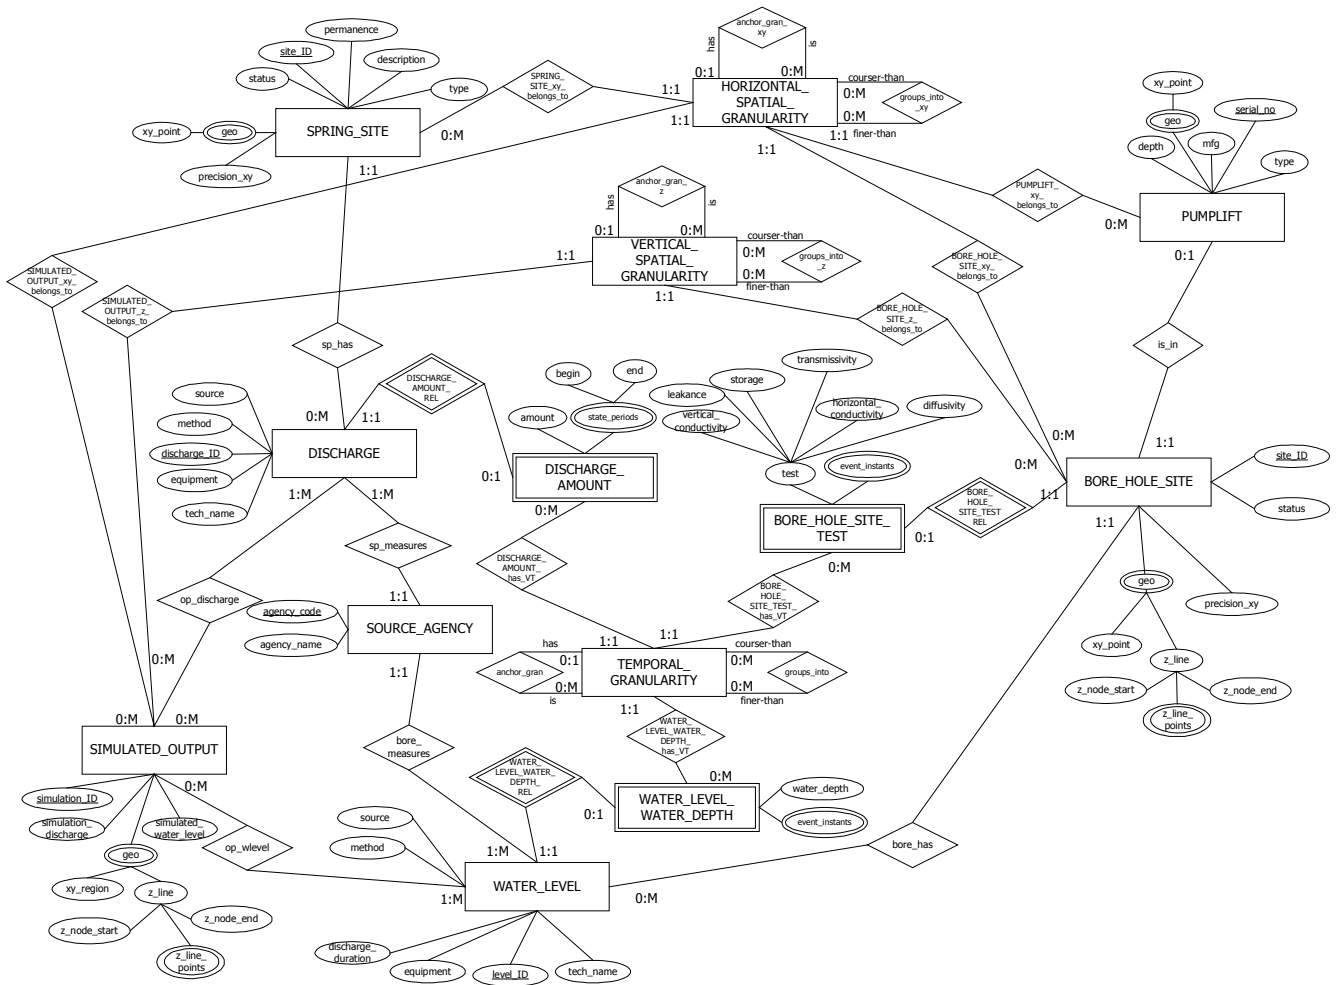 permanence
site_ID
description
status
type
SPRING_SITE
xy_point
geo
precision_xy
0:M
1:1
SPRING_
SITE_xy_
belongs_to
1:1
anchor_gran_
xy
has
is
0:1
0:M
HORIZONTAL_
SPATIAL_
GRANULARITY
courser-than
0:M
groups_into
_xy
0:M
finer-than
1:1
1:1
1:1
xy_point
geo
serial_no
depth
mfg
type
PUMPLIFT
PUMPLIFT_
xy_
belongs_to
0:M
0:1
anchor_gran_
z
has
is
0:1
0:M
VERTICAL_
SPATIAL_
GRANULARITY
courser-than
0:M
groups_into
_z
0:M
finer-than
1:1
1:1
SIMULATED_
OUTPUT_xy_
belongs_to
SIMULATED_
OUTPUT_z_
belongs_to
BORE_HOLE_
SITE_xy_
belongs_to
BORE_HOLE_
SITE_z_
belongs_to
is_in
sp_has
DISCHARGE_
AMOUNT_
REL
begin
end
state_periods
amount
transmissivity
storage
leakance
vertical_
conductivity
horizontal_
conductivity
diffusivity
test
event_instants
source
method
discharge_ID
equipment
tech_name
0:M
1:1
DISCHARGE
1:M
1:M
0:1
DISCHARGE_
AMOUNT
0:M
BORE_HOLE_SITE_
TEST
0:1
0:M
BORE_
HOLE_
SITE_TEST
REL
1:1
0:M
0:M
1:1
BORE_HOLE_SITE
1:1
site_ID
status
geo
precision_xy
xy_point
z_line
z_node_start
z_node_end
z_line_
points
sp_measures
DISCHARGE_
AMOUNT_
has_VT
BORE_
HOLE_
SITE_TEST_
has_VT
op_discharge
agency_code
agency_name
1:1
SOURCE_AGENCY
1:1
has
anchor_gran
is
1:1
0:1
0:M
1:1
TEMPORAL_
GRANULARITY
courser-than
0:M
groups_into
0:M
finer-than
1:1
WATER_
LEVEL_WATER_
DEPTH_
has_VT
0:M
0:M
0:M
0:M
SIMULATED_OUTPUT
0:M
bore_
measures
WATER_
LEVEL_WATER_
DEPTH_
REL
0:1
WATER_LEVEL_
WATER_DEPTH
water_depth
event_instants
simulation_ID
simulation_
discharge
simulated_
water_level
geo
xy_region
z_line
z_node_start
z_node_end
z_line_
points
op_wlevel
source
method
1:M
1:1
1:M
WATER_LEVEL
0:M
bore_has
discharge_
duration
equipment
level_ID
tech_name